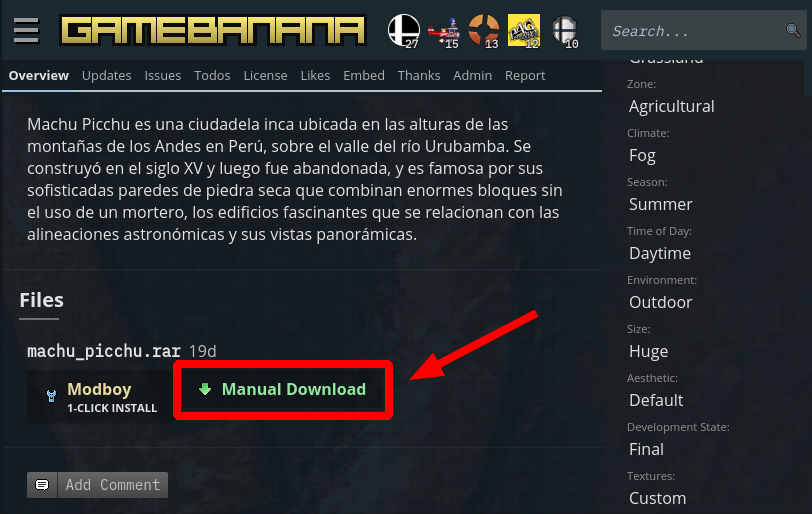 GAMEBANANA
27
15
13
12
10
Search...
Overview Updates Issues Todos License Likes Embed Thanks Admin Report
Machu Picchu es una ciudadela inca ubicada en las alturas de las
montañas de los Andes en Perú, sobre el valle del río Urubamba. Se
construyó en el siglo XV y luego fue abandonada, y es famosa por sus
sofisticadas paredes de piedra seca que combinan enormes bloques sin
el uso de un mortero, los edificios fascinantes que se relacionan con las
alineaciones astronómicas y sus vistas panorámicas.
Files
machu_picchu.rar 19d
Modboy
1-CLICK INSTALL
Manual Download
Add Comment
Grassland
Zone:
Agricultural
Climate:
Fog
Season:
Summer
Time of Day:
Daytime
Environment:
Outdoor
Size:
Huge
Aesthetic:
Default
Development State:
Final
Textures:
Custom